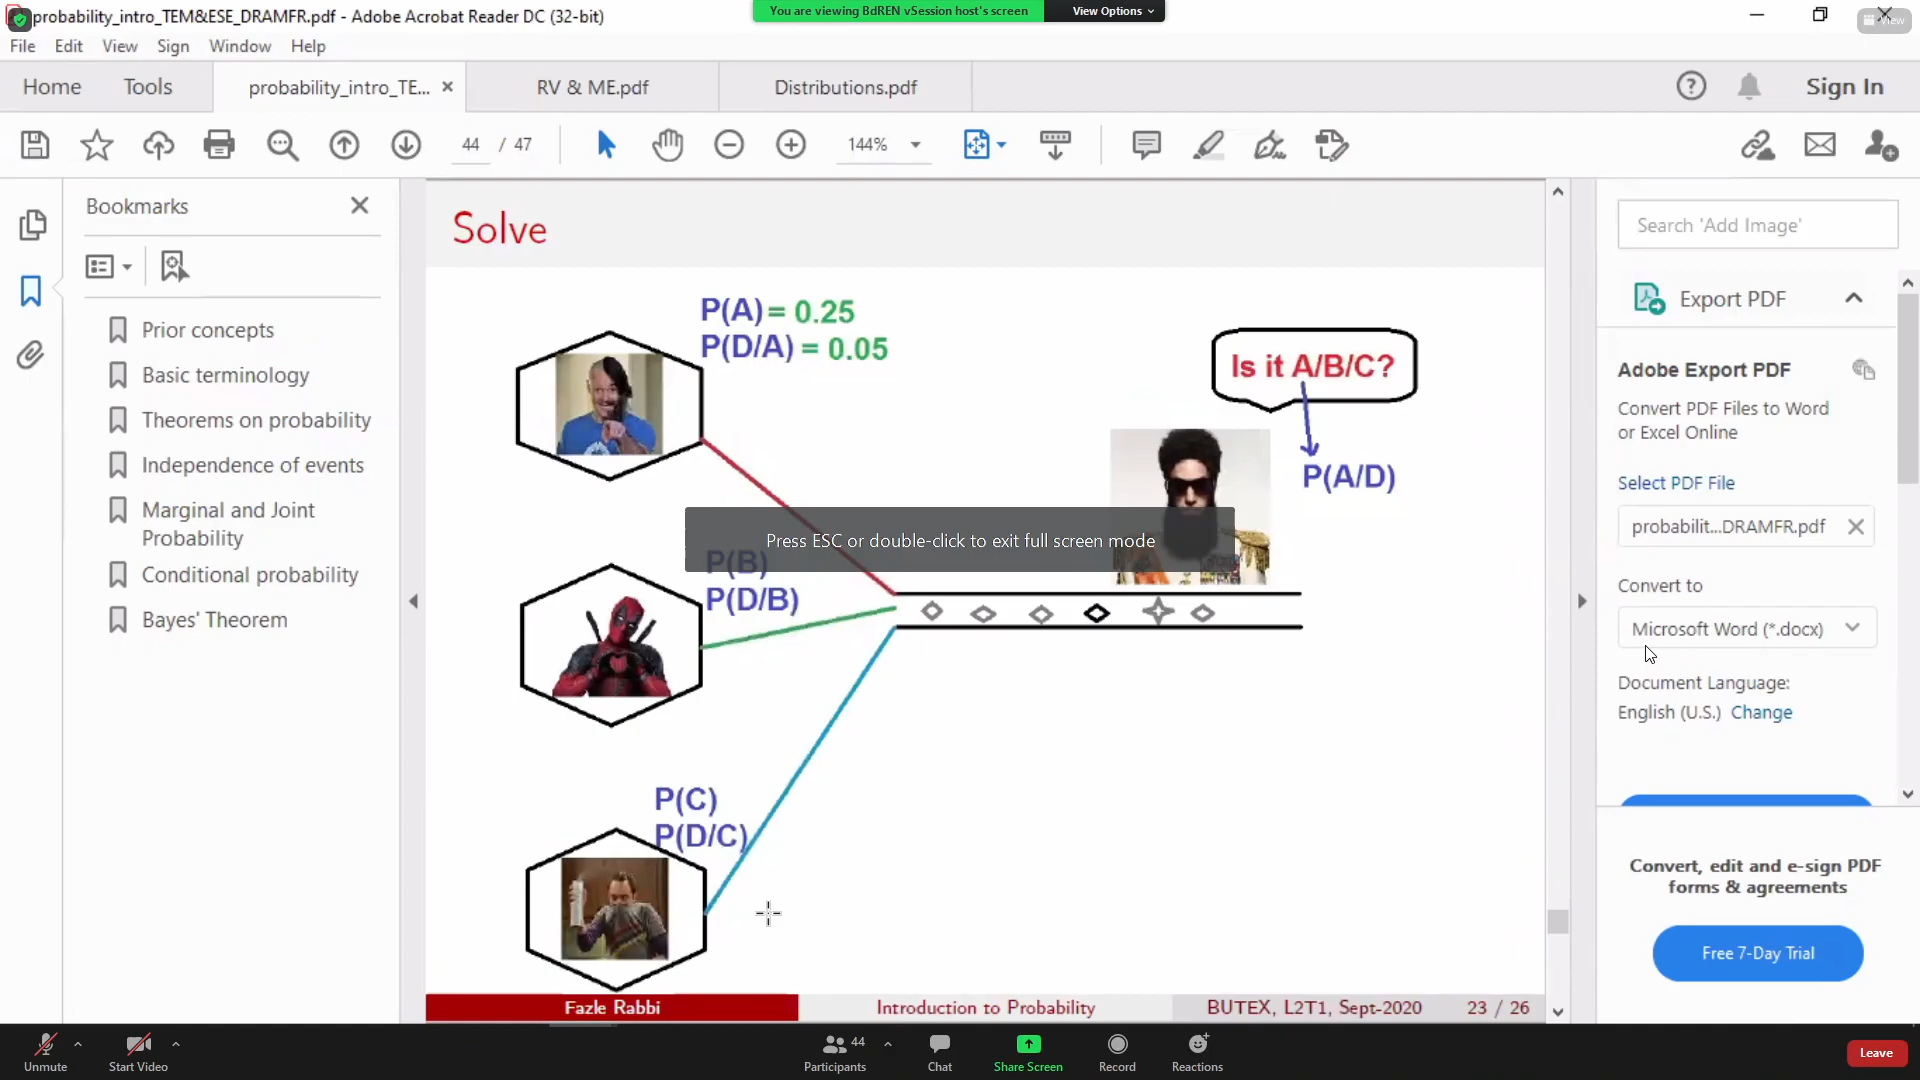 probability_intro_TEM&ESE_DRAMFR.pdf - Adobe Acrobat Reader DC (32-bit)
You are viewing BdREN vSession host's screen
View Options
View
File Edit View Sign Window Help
Home Tools probability_intro_TE... RV & ME.pdf Distributions.pdf Sign In
44 / 47 144%
Bookmarks
Prior concepts
Basic terminology
Theorems on probability
Independence of events
Marginal and Joint
Probability
Conditional probability
Bayes' Theorem
Solve
P(A) = 0.25
P(D/A) = 0.05
Is it A/B/C?
P(A/D)
Press ESC or double-click to exit full screen mode
P(B)
P(D/B)
P(C)
P(D/C)
Fazle Rabbi Introduction to Probability BUTEX, L2T1, Sept-2020 23 / 26
Search 'Add Image'
Export PDF
Adobe Export PDF
Convert PDF Files to Word
or Excel Online
Select PDF File
probabilit...DRAMFR.pdf
Convert to
Microsoft Word (*.docx)
Document Language:
English (U.S.) Change
Convert, edit and e-sign PDF
forms & agreements
Free 7-Day Trial
Unmute
Start Video
44
Participants
Chat
Share Screen
Record
Reactions
Leave